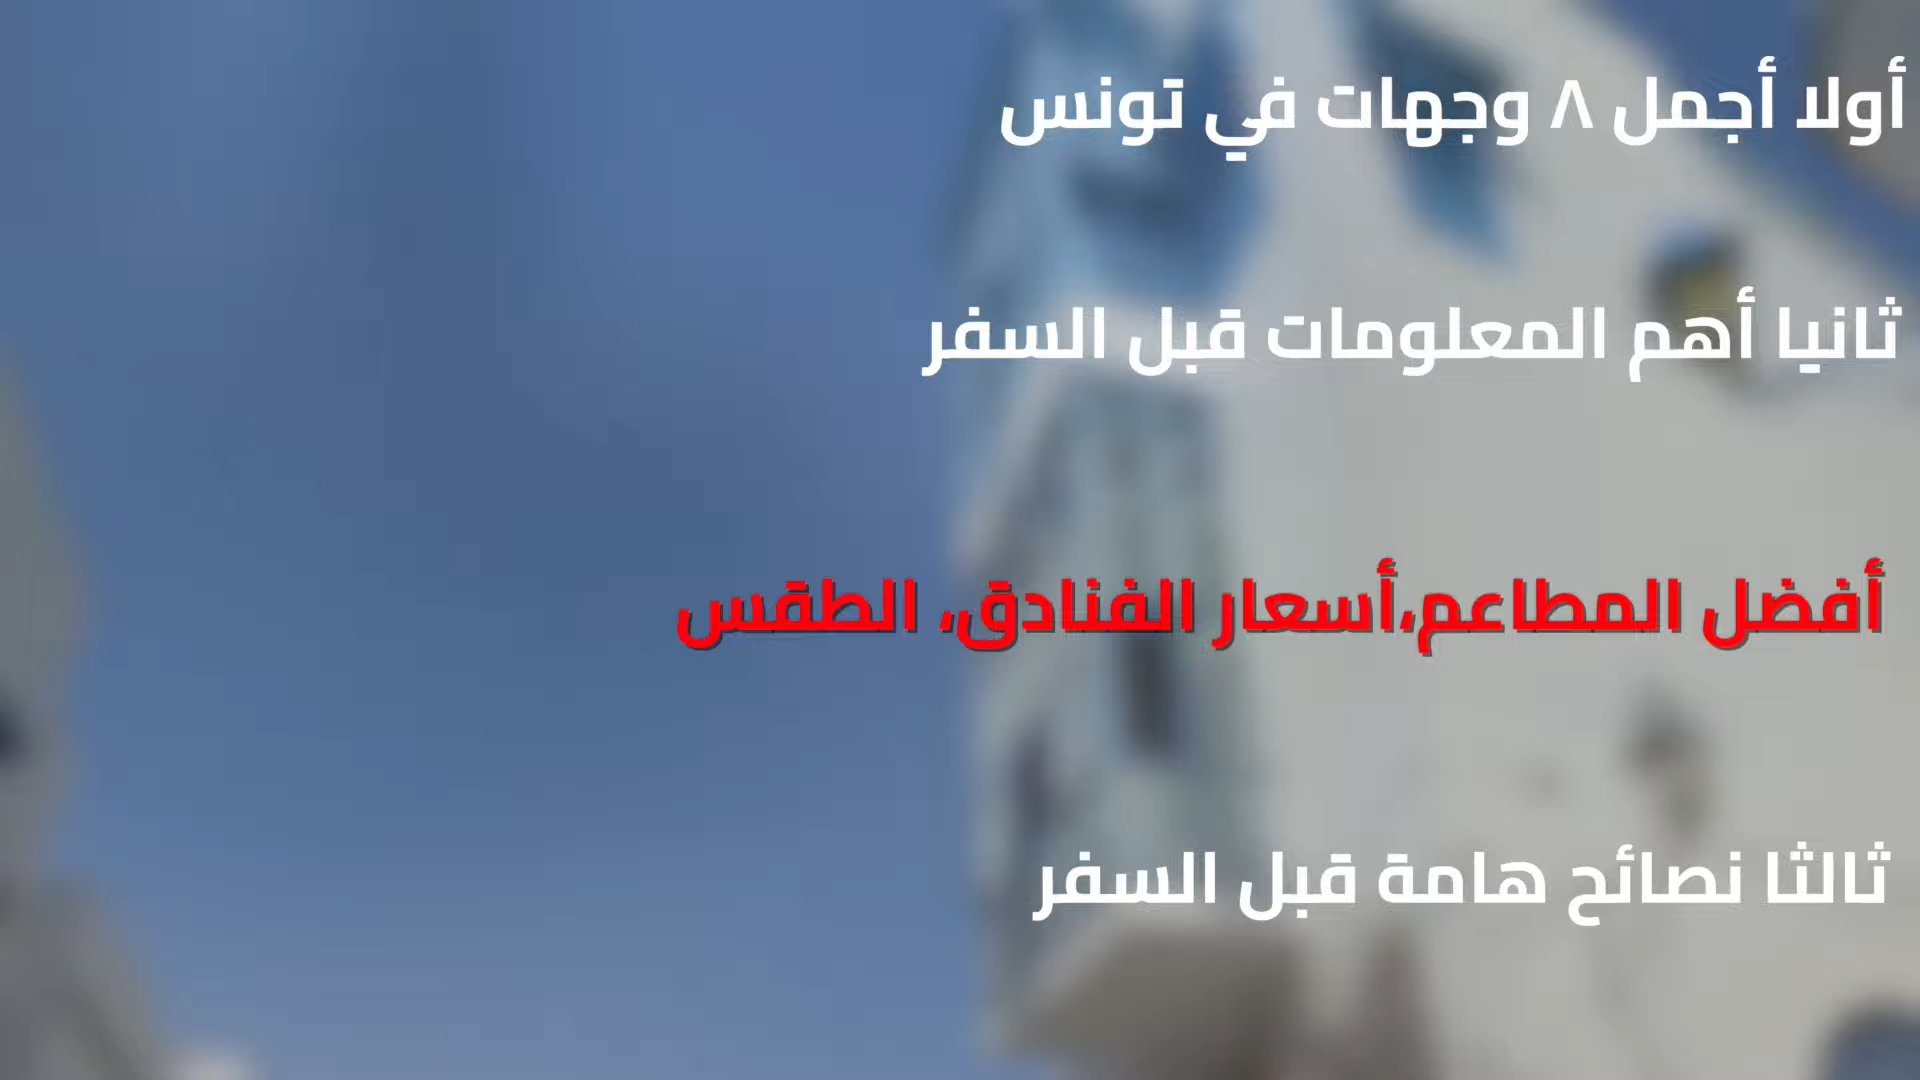 أولا أجمل ٨ وجهات في تونس
ثانيا أهم المعلومات قبل السفر
أفضل المطاعم،أسعار الفنادق، الطقس
ثالثا نصائح هامة قبل السفر